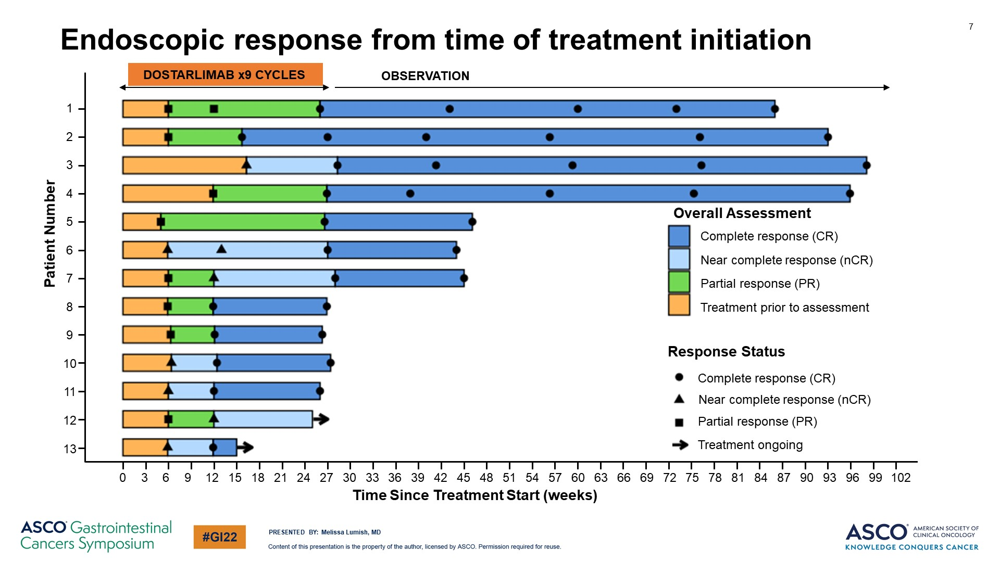 7
Endoscopic response from time of treatment initiation
DOSTARLIMAB x9 CYCLES
OBSERVATION
Patient Number
1
2
3
4
5
6
7
8
9
10
11
12
13
Overall Assessment
Complete response (CR)
Near complete response (nCR)
Partial response (PR)
Treatment prior to assessment
Response Status
Complete response (CR)
Near complete response (nCR)
Partial response (PR)
Treatment ongoing
0 3 6 9 12 15 18 21 24 27 30 33 36 39 42 45 48 51 54 57 60 63 66 69 72 75 78 81 84 87 90 93 96 99 102
Time Since Treatment Start (weeks)
ASCO Gastrointestinal
Cancers Symposium
#GI22
PRESENTED BY: Melissa Lumish, MD
Content of this presentation is the property of the author, licensed by ASCO. Permission required for reuse.
ASCO AMERICAN SOCIETY OF
CLINICAL ONCOLOGY
KNOWLEDGE CONQUERS CANCER